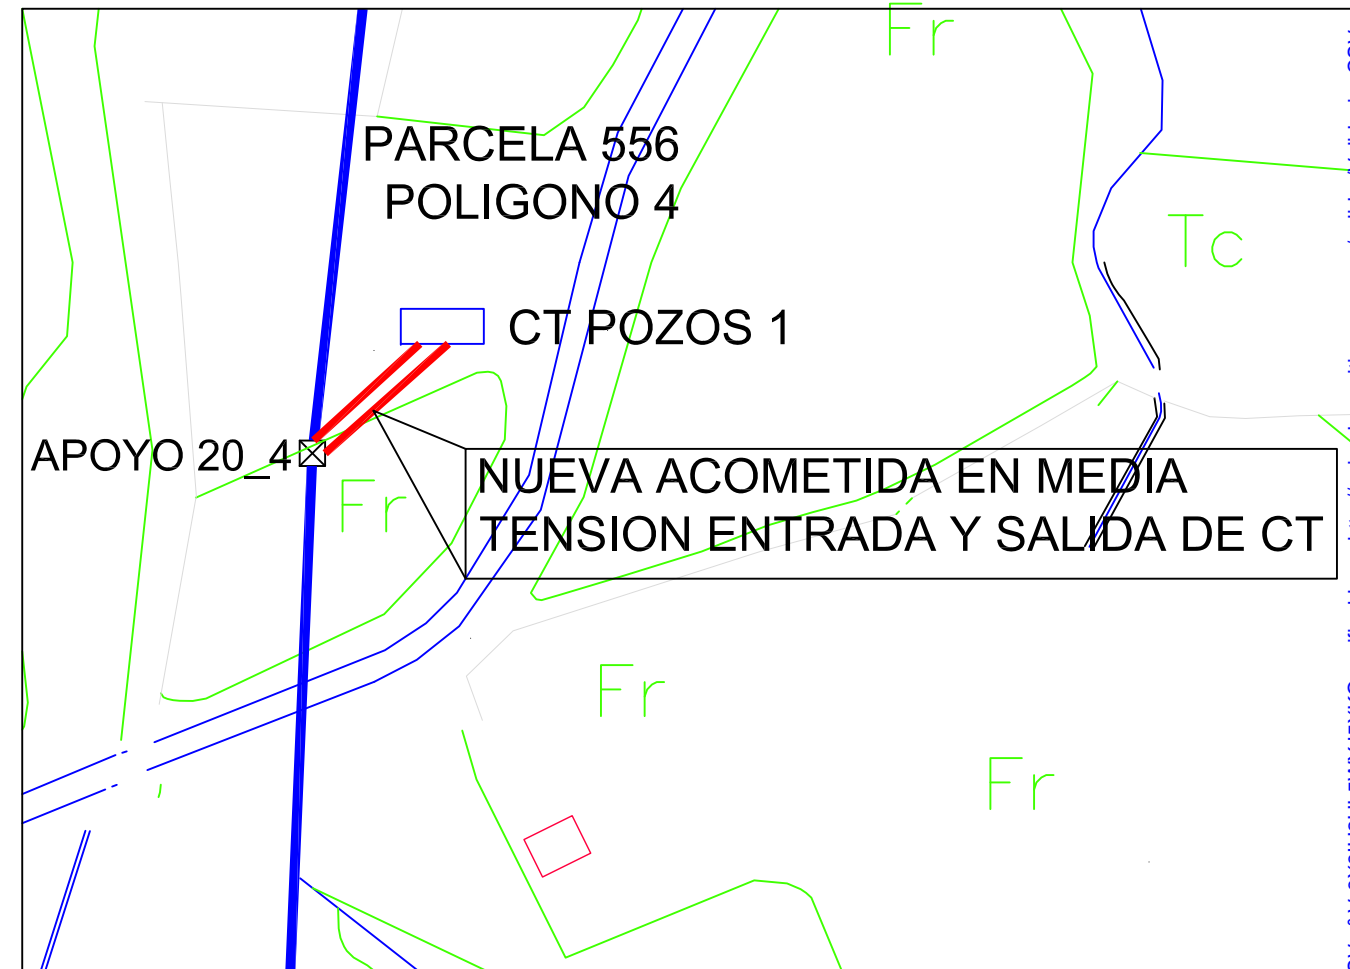 Fr
PARCELA 556
POLIGONO 4
Tc
CT POZOS 1
APOYO 20_4
Fr
NUEVA ACOMETIDA EN MEDIA
TENSION ENTRADA Y SALIDA DE CT
Fr
Fr